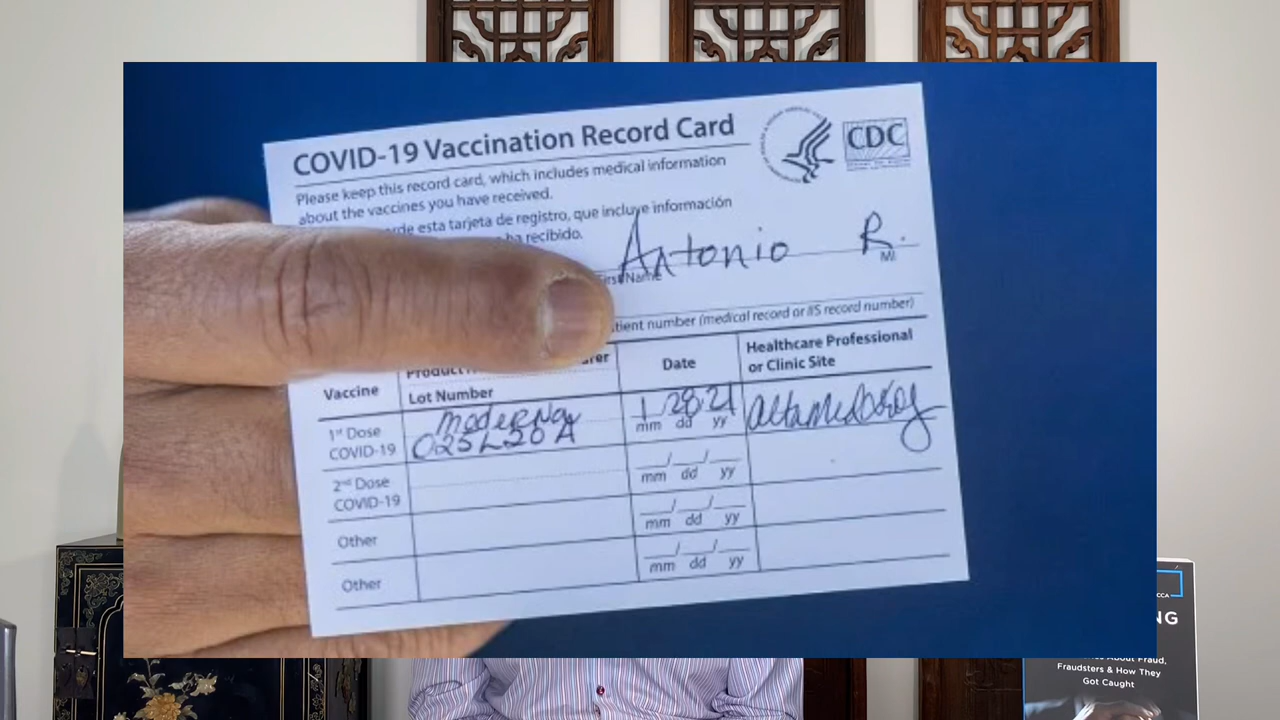 COVID-19 Vaccination Record Card
CDC
Please keep this record card, which includes medical information
about the vaccines you have received.
esta tarjeta de registro, que incluye información
ha recibido.
Antonio R.
First Name MI
number (medical record or IIS record number)
Vaccine
Lot Number
Date
Healthcare Professional
or Clinic Site
1st Dose
COVID-19
ModeRNa
025L20A
1 28 21
mm dd yy
2nd Dose
COVID-19
mm dd yy
Other
mm dd yy
Other
mm dd yy
About Fraud,
Fraudsters & How They
Got Caught